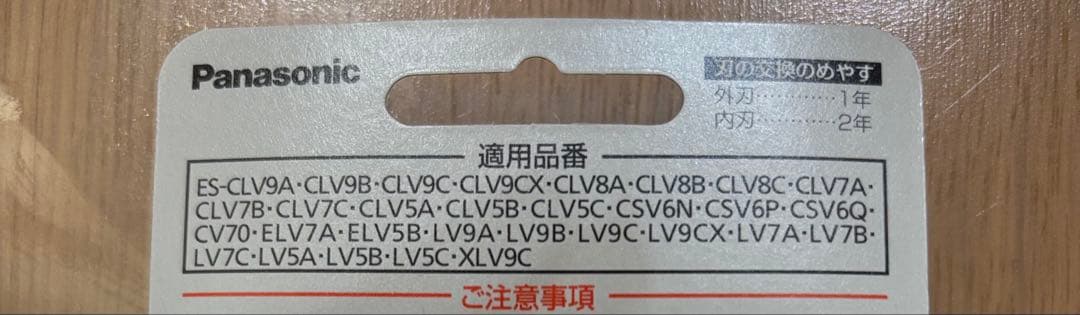 Panasonic
刃の交換のめやす
外刃…………1年
内刃…………2年
適用品番
ES-CLV9A・CLV9B・CLV9C・CLV9CX・CLV8A・CLV8B・CLV8C・CLV7A・
CLV7B・CLV7C・CLV5A・CLV5B・CLV5C・CSV6N・CSV6P・CSV6Q・
CV70・ELV7A・ELV5B・LV9A・LV9B・LV9C・LV9CX・LV7A・LV7B・
LV7C・LV5A・LV5B・LV5C・XLV9C
ご注意事項